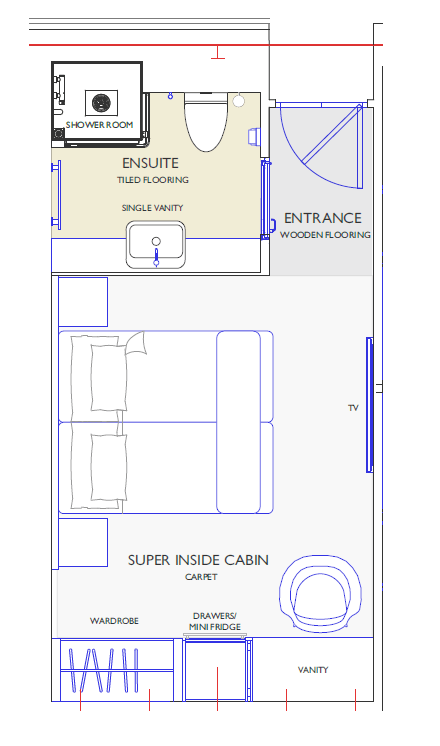 SHOWER ROOM
ENSUITE
TILED FLOORING
SINGLE VANITY
ENTRANCE
WOODEN FLOORING
TV
SUPER INSIDE CABIN
CARPET
WARDROBE
DRAWERS/
MINI FRIDGE
VANITY